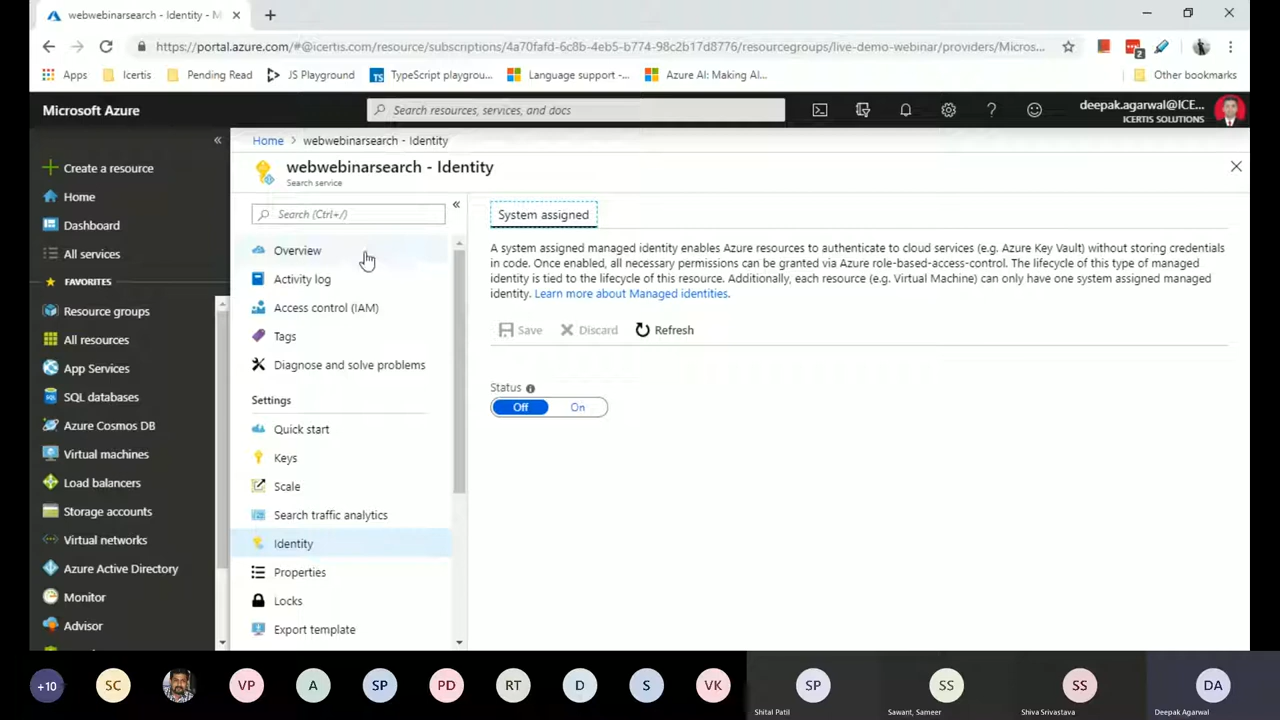 webwebinarsearch - Identity - M
https://portal.azure.com/#@icertis.com/resource/subscriptions/4a70fafd-6c8b-4eb5-b774-98c2b17d8776/resourcegroups/live-demo-webinar/providers/Micros...
2
Apps Icertis Pending Read JS Playground TS TypeScript playgrou... Language support -... Azure AI: Making AI... Other bookmarks
Microsoft Azure
Search resources, services, and docs
deepak.agarwal@ICE...
ICERTIS SOLUTIONS
Home > webwebinarsearch - Identity
webwebinarsearch - Identity
Search service
Create a resource
Home
Dashboard
All services
FAVORITES
Resource groups
All resources
App Services
SQL databases
Azure Cosmos DB
Virtual machines
Load balancers
Storage accounts
Virtual networks
Azure Active Directory
Monitor
Advisor
Search (Ctrl+/)
Overview
Activity log
Access control (IAM)
Tags
Diagnose and solve problems
Settings
Quick start
Keys
Scale
Search traffic analytics
Identity
Properties
Locks
Export template
System assigned
A system assigned managed identity enables Azure resources to authenticate to cloud services (e.g. Azure Key Vault) without storing credentials
in code. Once enabled, all necessary permissions can be granted via Azure role-based-access-control. The lifecycle of this type of managed
identity is tied to the lifecycle of this resource. Additionally, each resource (e.g. Virtual Machine) can only have one system assigned managed
identity. Learn more about Managed identities.
Save Discard Refresh
Status
Off On
+10 SC VP A SP PD RT D S VK SP SS SS DA
Shital Patil Sawant, Sameer Shiva Srivastava Deepak Agarwal